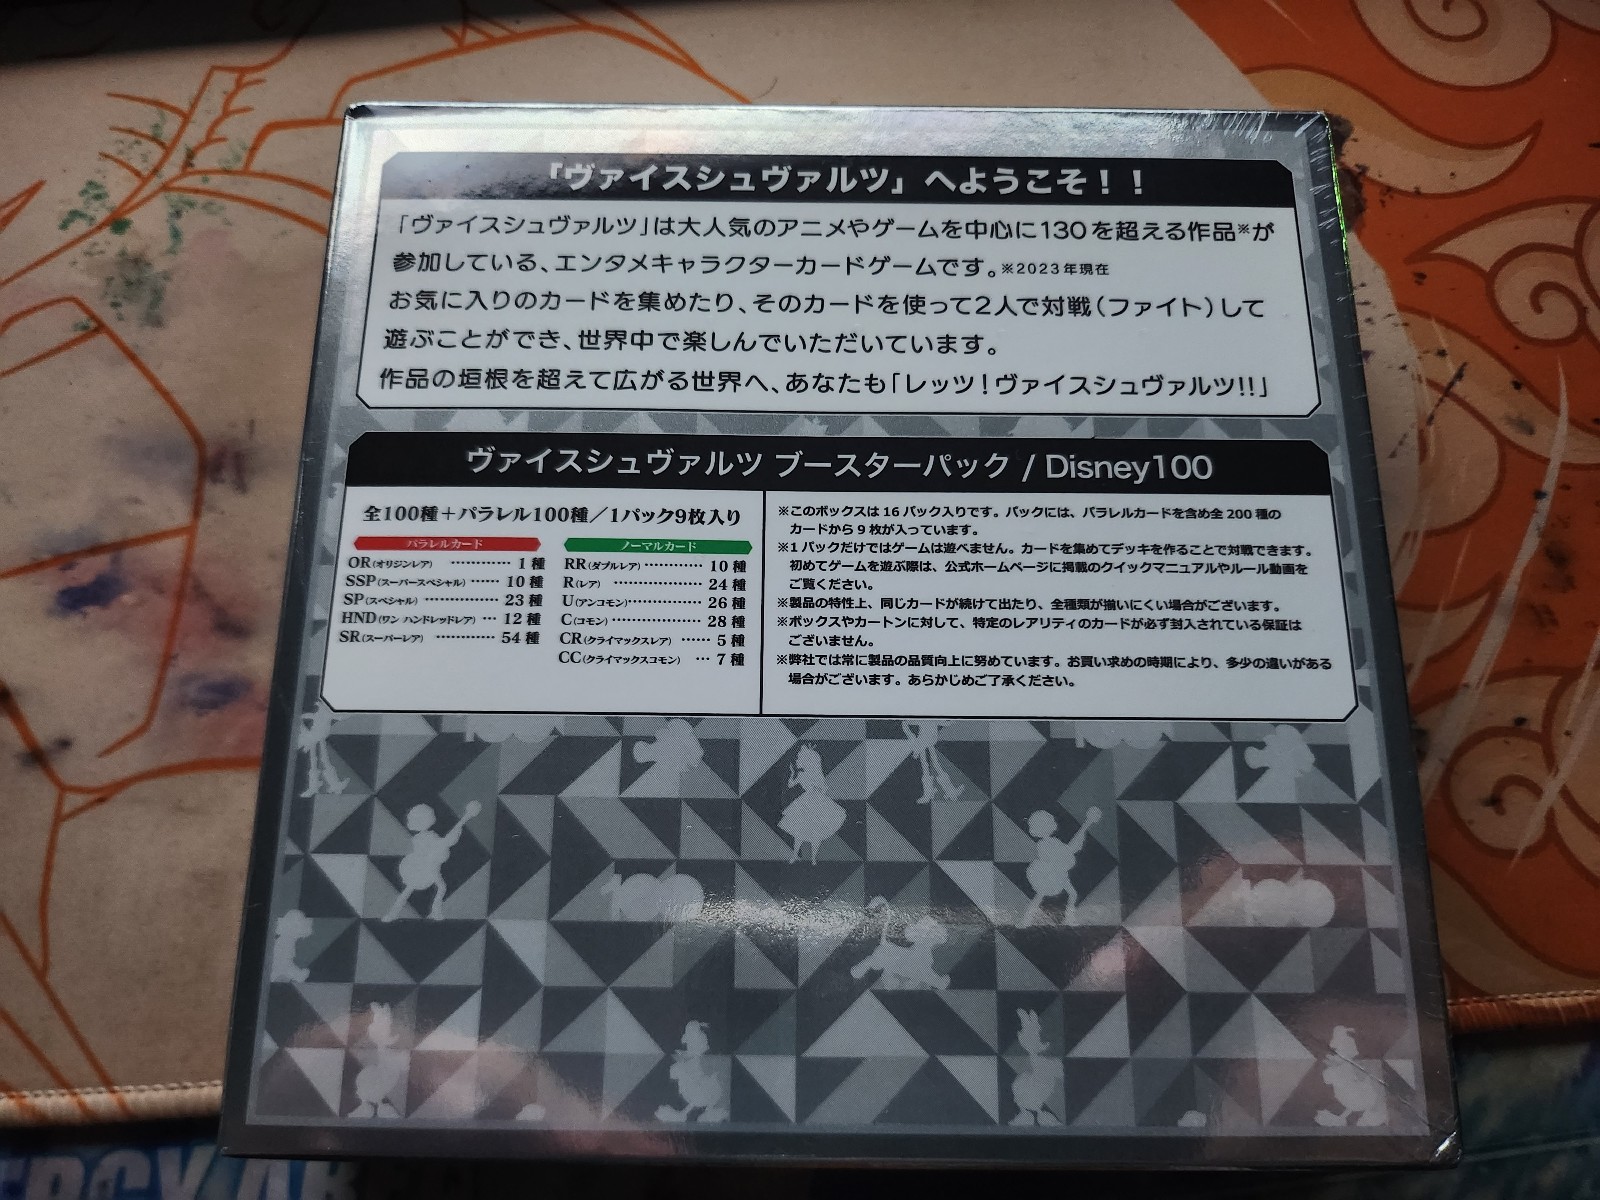 「ヴァイスシュヴァルツ」へようこそ！！
「ヴァイスシュヴァルツ」は大人気のアニメやゲームを中心に130を超える作品※が
参加している、エンタメキャラクターカードゲームです。※2023年現在
お気に入りのカードを集めたり、そのカードを使って2人で対戦（ファイト）して
遊ぶことができ、世界中で楽しんでいただいています。
作品の垣根を超えて広がる世界へ、あなたも「レッツ！ヴァイスシュヴァルツ!!」
ヴァイスシュヴァルツ ブースターパック / Disney100
全100種＋パラレル100種／1パック9枚入り
パラレルカード
OR(オリジンレア) ………… 1種
SSP(スーパースペシャル) …… 10種
SP(スペシャル) ………… 23種
HND(ワン ハンドレッドレア) … 12種
SR(スーパーレア) ………… 54種
ノーマルカード
RR(ダブルレア) ………… 10種
R(レア) ……………… 24種
U(アンコモン)…………… 26種
C(コモン) ……………… 28種
CR(クライマックスレア) …… 5種
CC(クライマックスコモン) … 7種
※このボックスは16パック入りです。パックには、パラレルカードを含め全200種の
カードから9枚が入っています。
※1パックだけではゲームは遊べません。カードを集めてデッキを作ることで対戦できます。
初めてゲームを遊ぶ際は、公式ホームページに掲載のクイックマニュアルやルール動画を
ご覧ください。
※製品の特性上、同じカードが続けて出たり、全種類が揃いにくい場合がございます。
※ボックスやカートンに対して、特定のレアリティのカードが必ず封入されている保証は
ございません。
※弊社では常に製品の品質向上に努めています。お買い求めの時期により、多少の違いがある
場合がございます。あらかじめご了承ください。
100
100